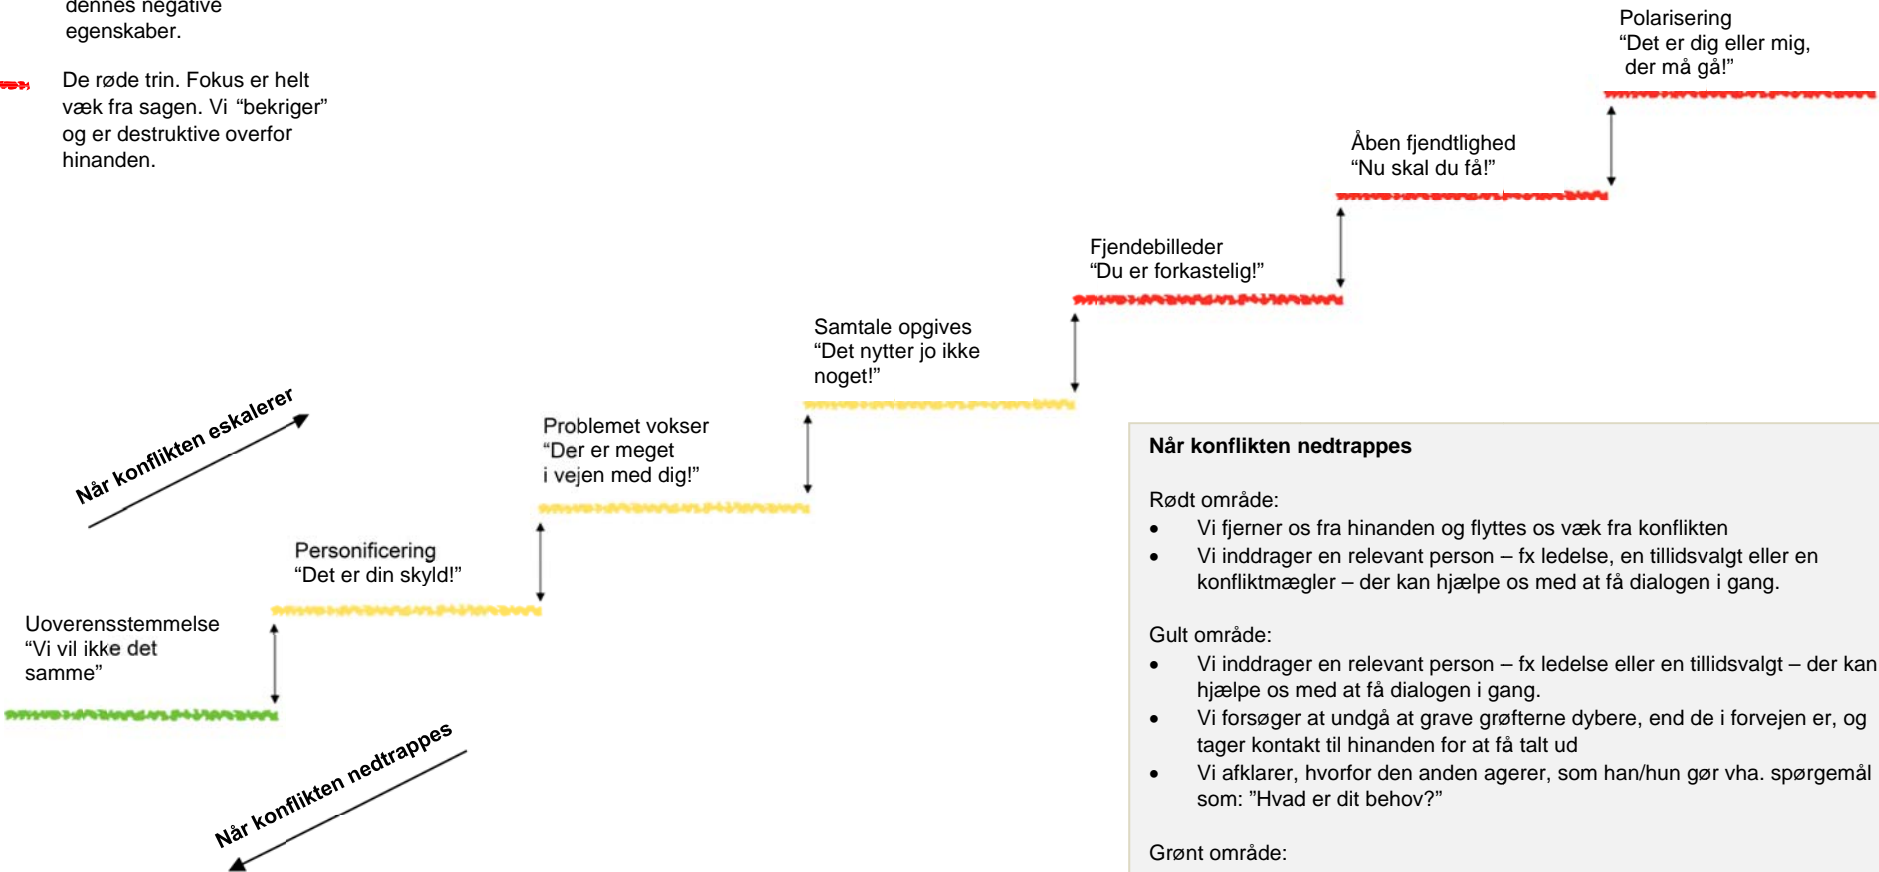 dennes negative
egenskaber.
De røde trin. Fokus er helt
væk fra sagen. Vi “bekriger”
og er destruktive overfor
hinanden.
Polarisering
“Det er dig eller mig,
der må gå!”
Åben fjendtlighed
“Nu skal du få!”
Fjendebilleder
“Du er forkastelig!”
Samtale opgives
“Det nytter jo ikke
noget!”
Problemet vokser
“Der er meget
i vejen med dig!”
Personificering
“Det er din skyld!”
Uoverensstemmelse
“Vi vil ikke det
samme”
Når konflikten eskalerer
Når konflikten nedtrappes
Når konflikten nedtrappes
Rødt område:
• Vi fjerner os fra hinanden og flyttes os væk fra konflikten
• Vi inddrager en relevant person – fx ledelse, en tillidsvalgt eller en
konfliktmægler – der kan hjælpe os med at få dialogen i gang.
Gult område:
• Vi inddrager en relevant person – fx ledelse eller en tillidsvalgt – der kan
hjælpe os med at få dialogen i gang.
• Vi forsøger at undgå at grave grøfterne dybere, end de i forvejen er, og
tager kontakt til hinanden for at få talt ud
• Vi afklarer, hvorfor den anden agerer, som han/hun gør vha. spørgemål
som: ”Hvad er dit behov?”
Grønt område: